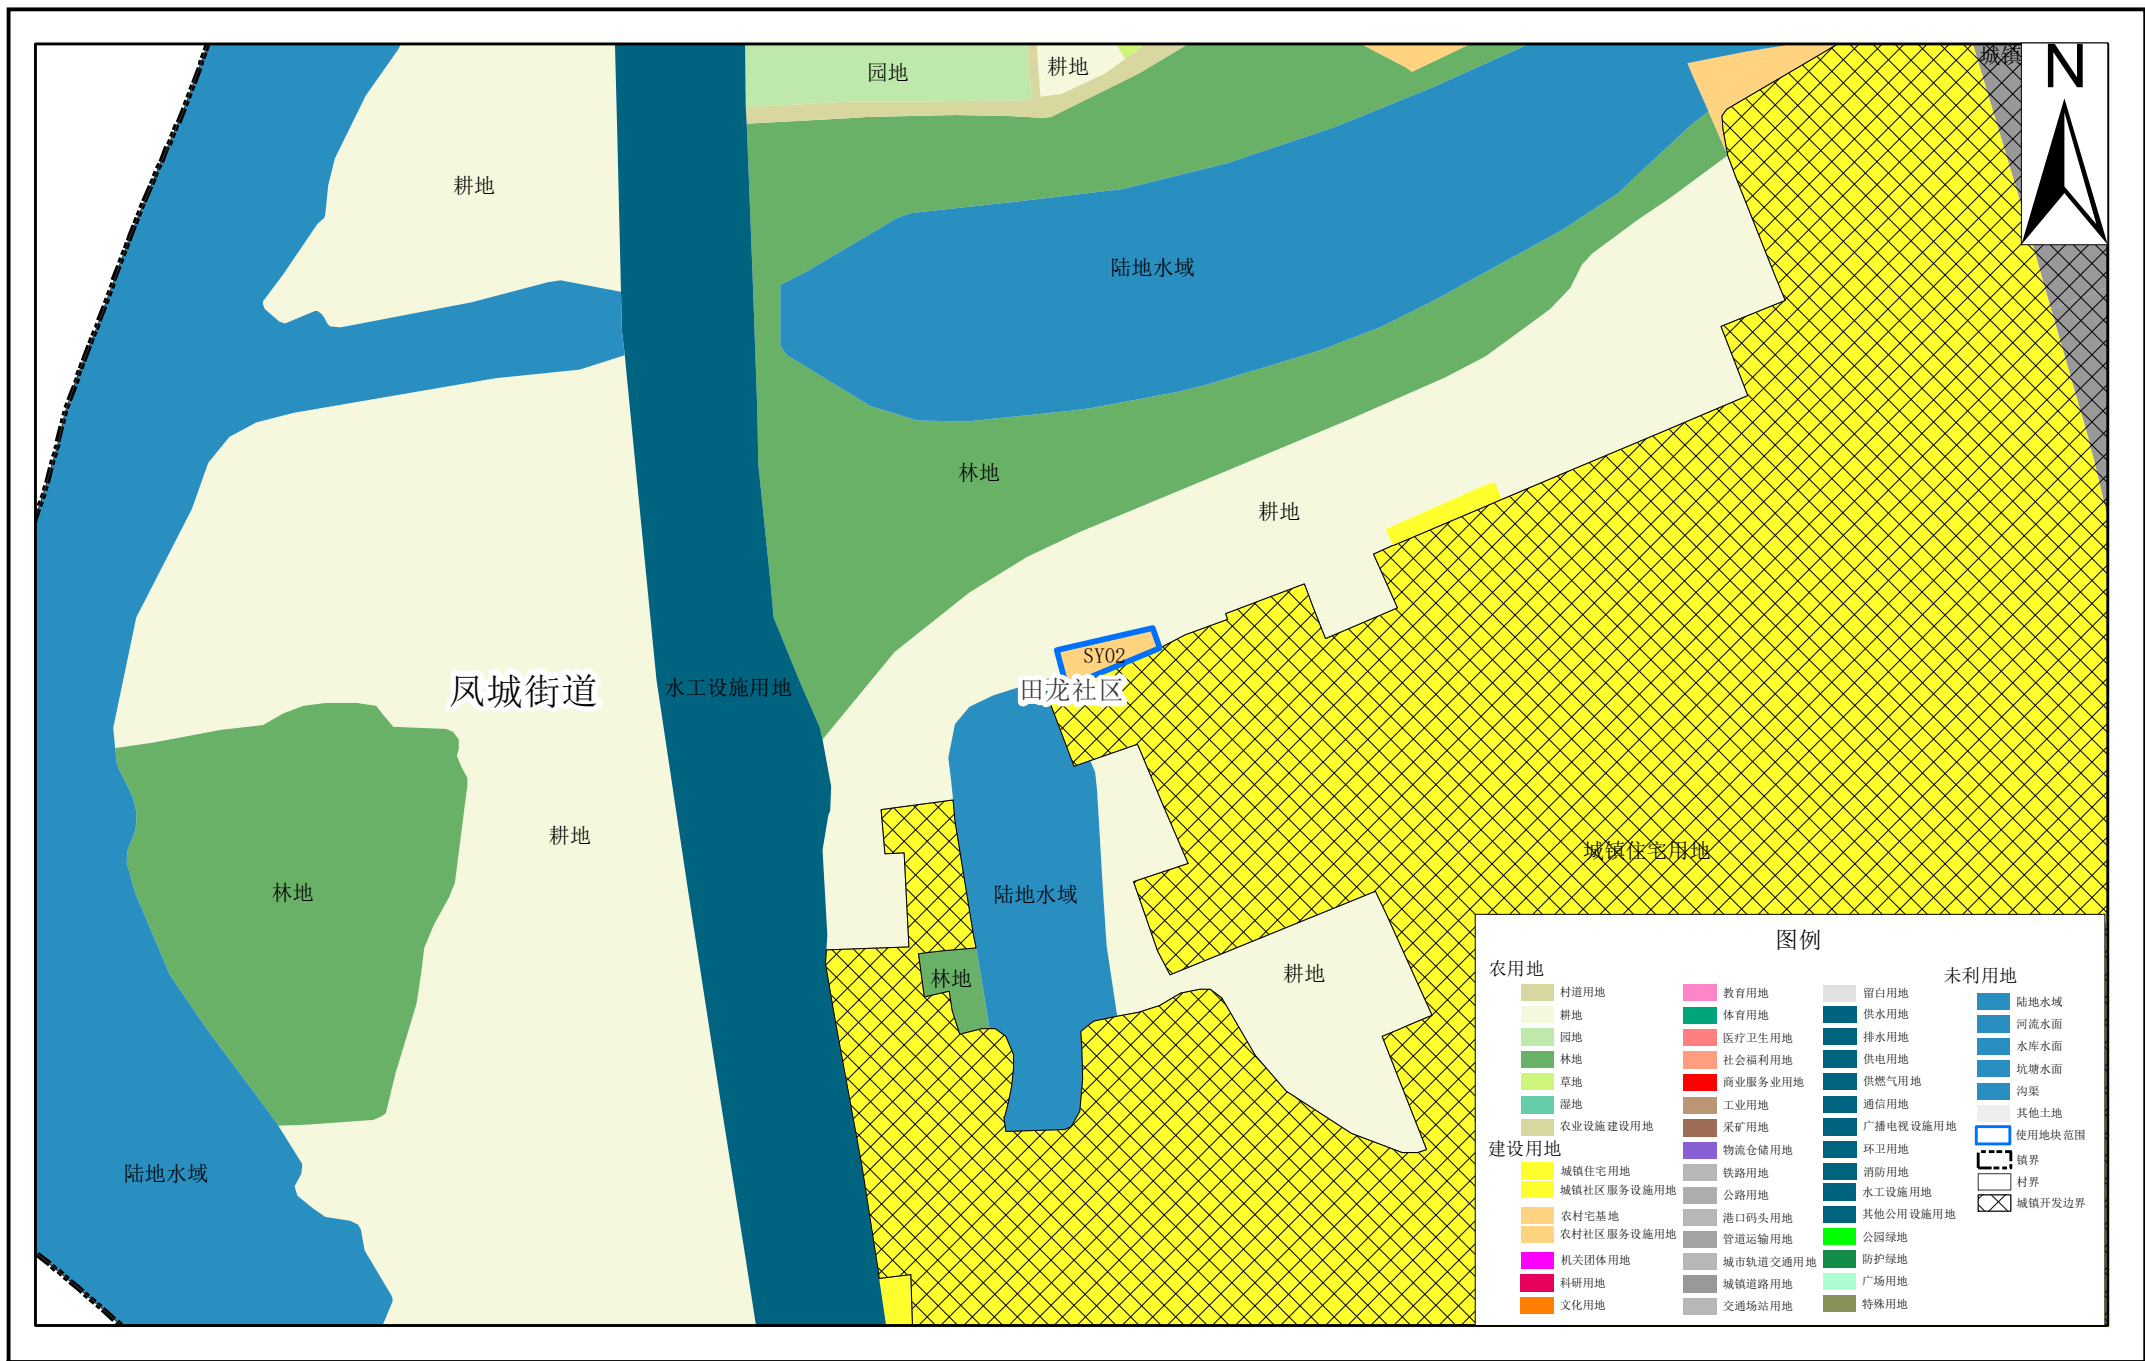 园地
耕地
城镇
N
耕地
陆地水域
林地
耕地
SY02
凤城街道
水工设施用地
田龙社区
耕地
城镇住宅用地
林地
陆地水域
林地
耕地
陆地水域
图例
农用地
村道用地
耕地
园地
林地
草地
湿地
农业设施建设用地
建设用地
城镇住宅用地
城镇社区服务设施用地
农村宅基地
农村社区服务设施用地
机关团体用地
科研用地
文化用地
教育用地
体育用地
医疗卫生用地
社会福利用地
商业服务业用地
工业用地
采矿用地
物流仓储用地
铁路用地
公路用地
港口码头用地
管道运输用地
城市轨道交通用地
城镇道路用地
交通场站用地
留白用地
供水用地
排水用地
供电用地
供燃气用地
通信用地
广播电视设施用地
环卫用地
消防用地
水工设施用地
其他公用设施用地
公园绿地
防护绿地
广场用地
特殊用地
未利用地
陆地水域
河流水面
水库水面
坑塘水面
沟渠
其他土地
使用地块范围
镇界
村界
城镇开发边界